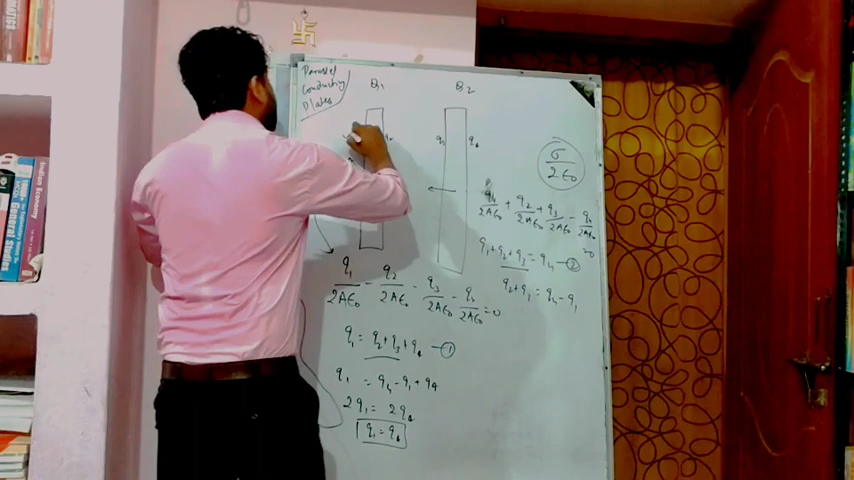 Parallel
Conducting
Plates
Q1
Q2
q3
q4
σ/2ε0
q1/2Aε0 + q2/2Aε0 + q3/2Aε0 - q4/2Aε0 = 0
q1+q2+q3 = q4 —②
q2+q3 = q4 - q1
q1/2Aε0 - q2/2Aε0 - q3/2Aε0 - q4/2Aε0 = 0
q1 = q2+q3+q4 —①
q1 = q4 - q1 + q4
2q1 = 2q4
q1 = q4
Indian Economy
General Studies